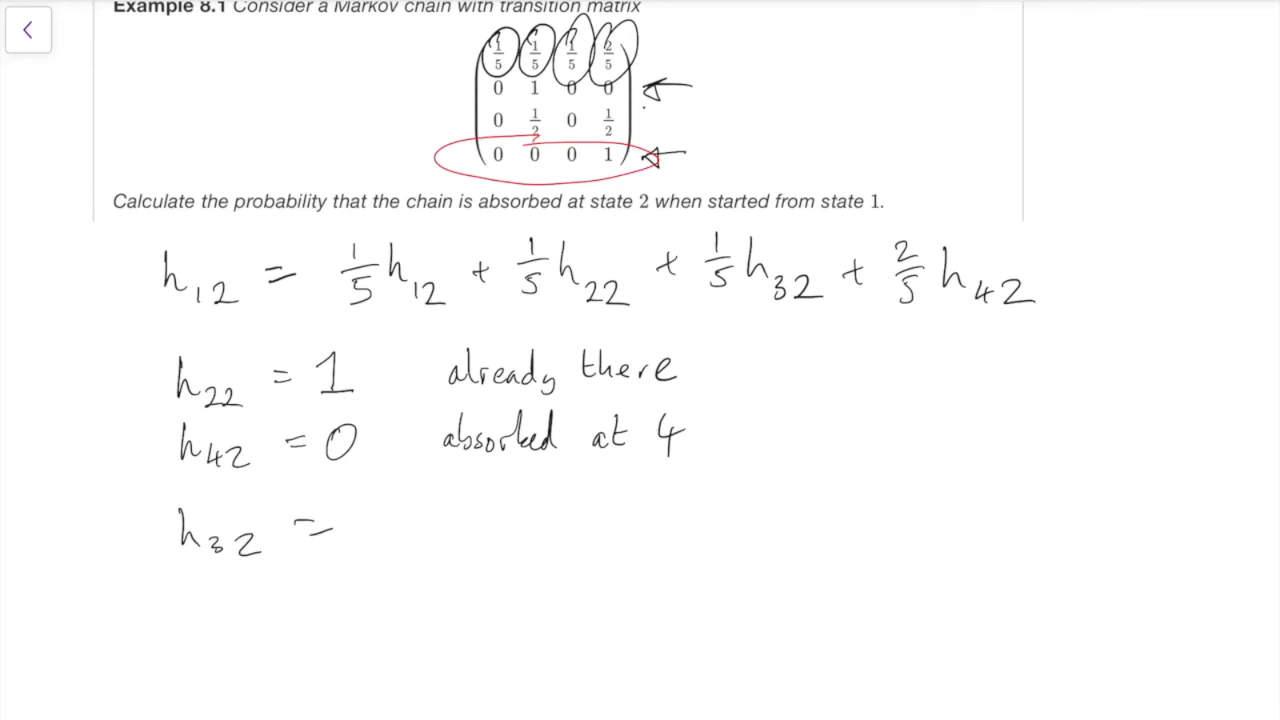 Example 8.1 Consider a Markov chain with transition matrix
1/5 1/5 1/5 2/5
0 1 0 0
0 1/2 0 1/2
0 0 0 1
Calculate the probability that the chain is absorbed at state 2 when started from state 1.
h₁₂ = 1/5 h₁₂ + 1/5 h₂₂ + 1/5 h₃₂ + 2/5 h₄₂
h₂₂ = 1 already there
h₄₂ = 0 absorbed at 4
h₃₂ =